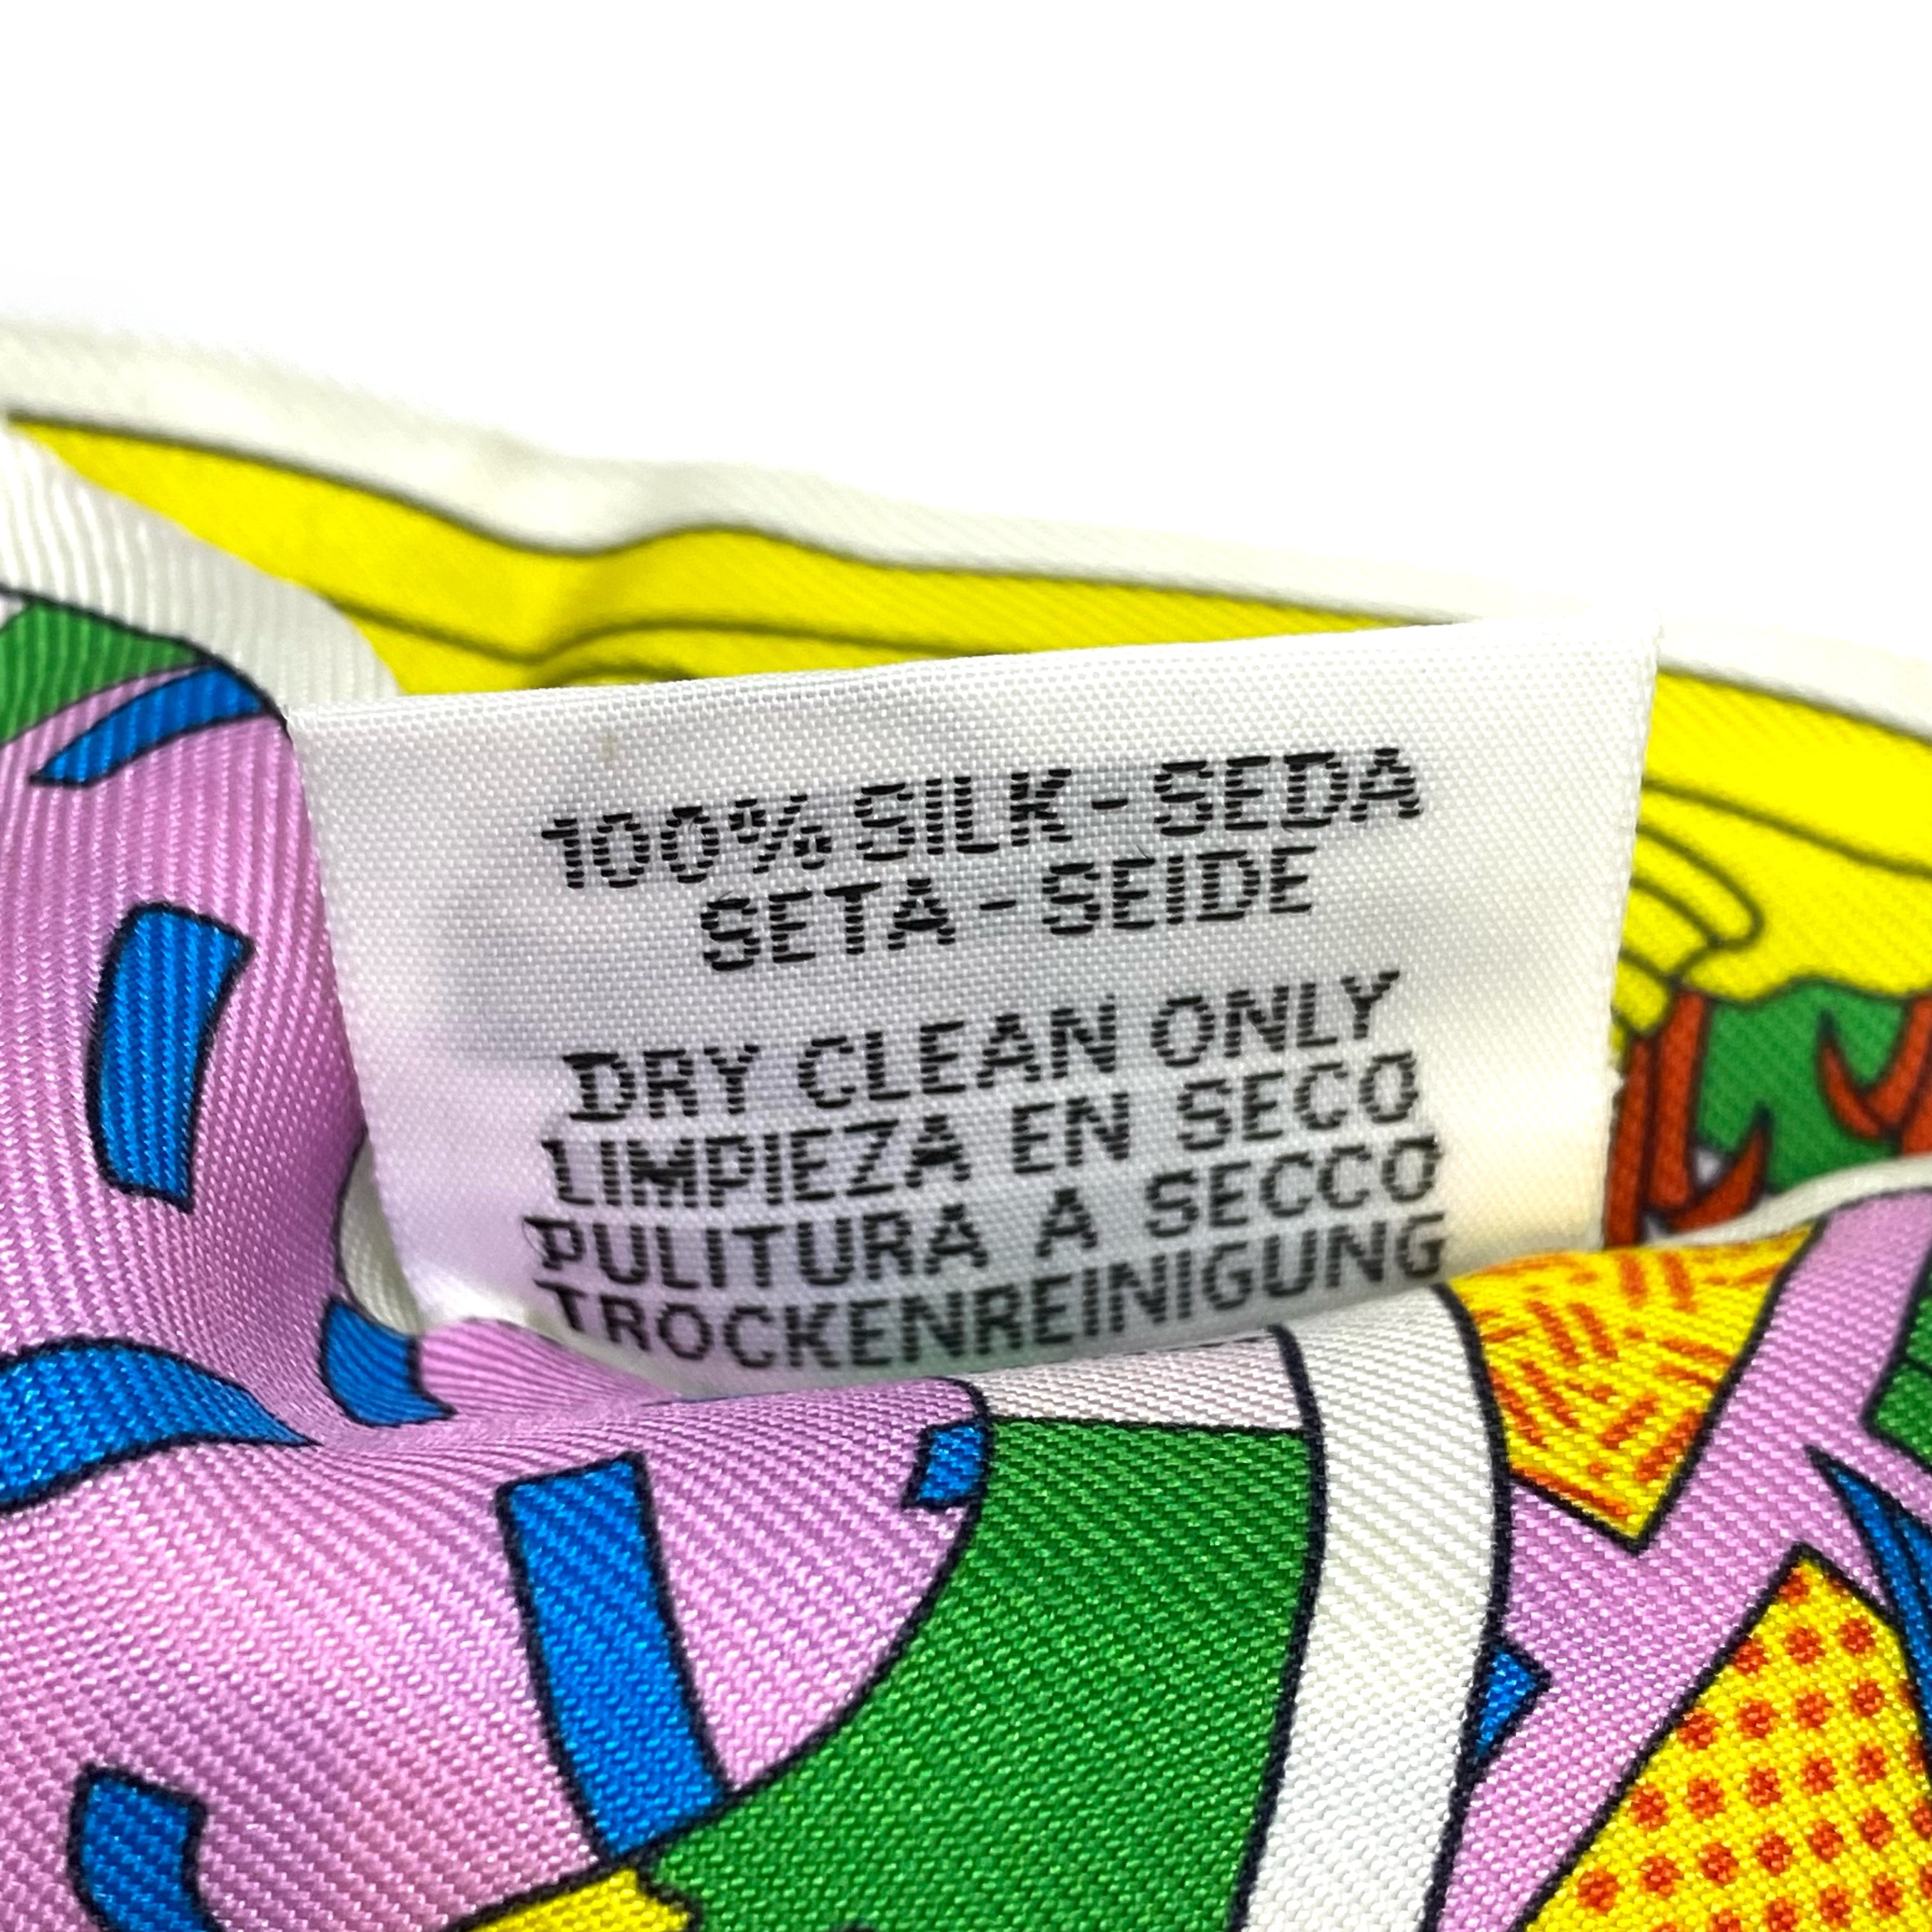 100% SILK - SEDA
SETA - SEIDE
DRY CLEAN ONLY
LIMPIEZA EN SECO
PULITURA A SECCO
TROCKENREINIGUNG